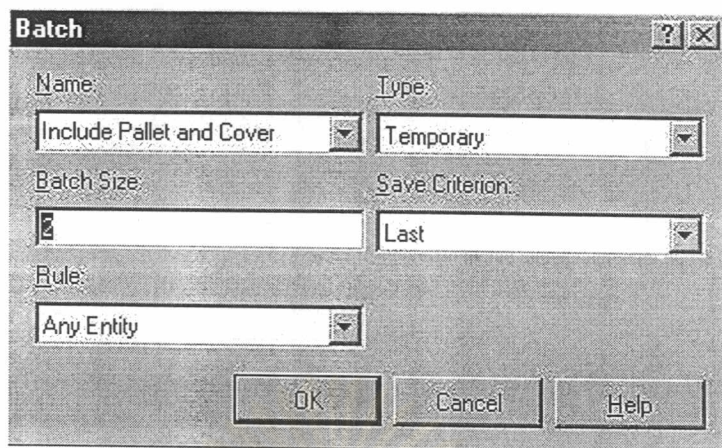 Batch
? X
Name: Type:
Include Pallet and Cover Temporary
Batch Size: Save Criterion:
2 Last
Rule:
Any Entity
OK Cancel Help